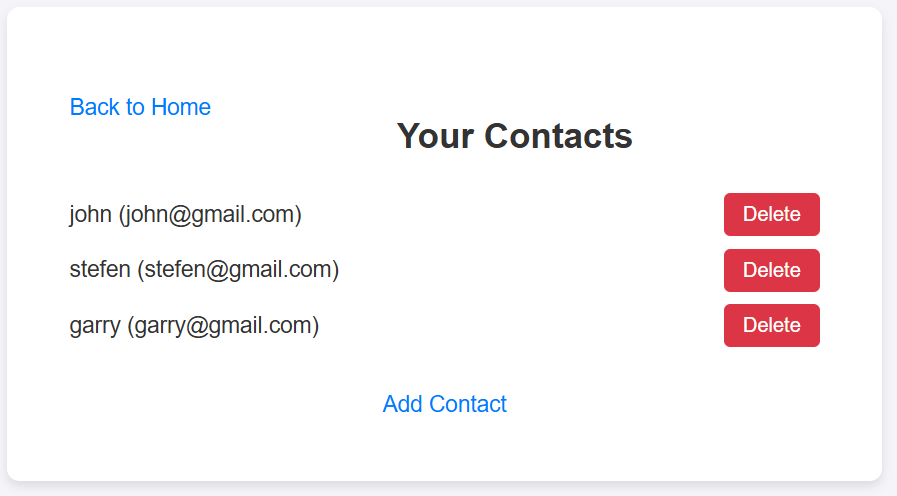 Back to Home
Your Contacts
john (john@gmail.com) Delete
stefen (stefen@gmail.com) Delete
garry (garry@gmail.com) Delete
Add Contact